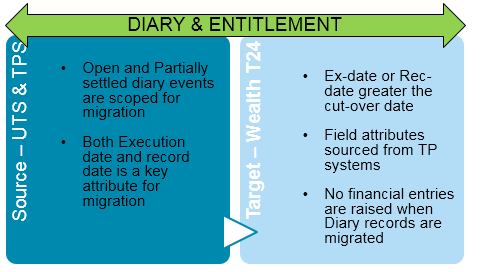 DIARY & ENTITLEMENT
Source – UTS & TPS
• Open and Partially
settled diary events
are scoped for
migration
• Both Execution
date and record
date is a key
attribute for
migration
Target – Wealth T24
• Ex-date or Rec-
date greater the
cut-over date
• Field attributes
sourced from TP
systems
• No financial entries
are raised when
Diary records are
migrated